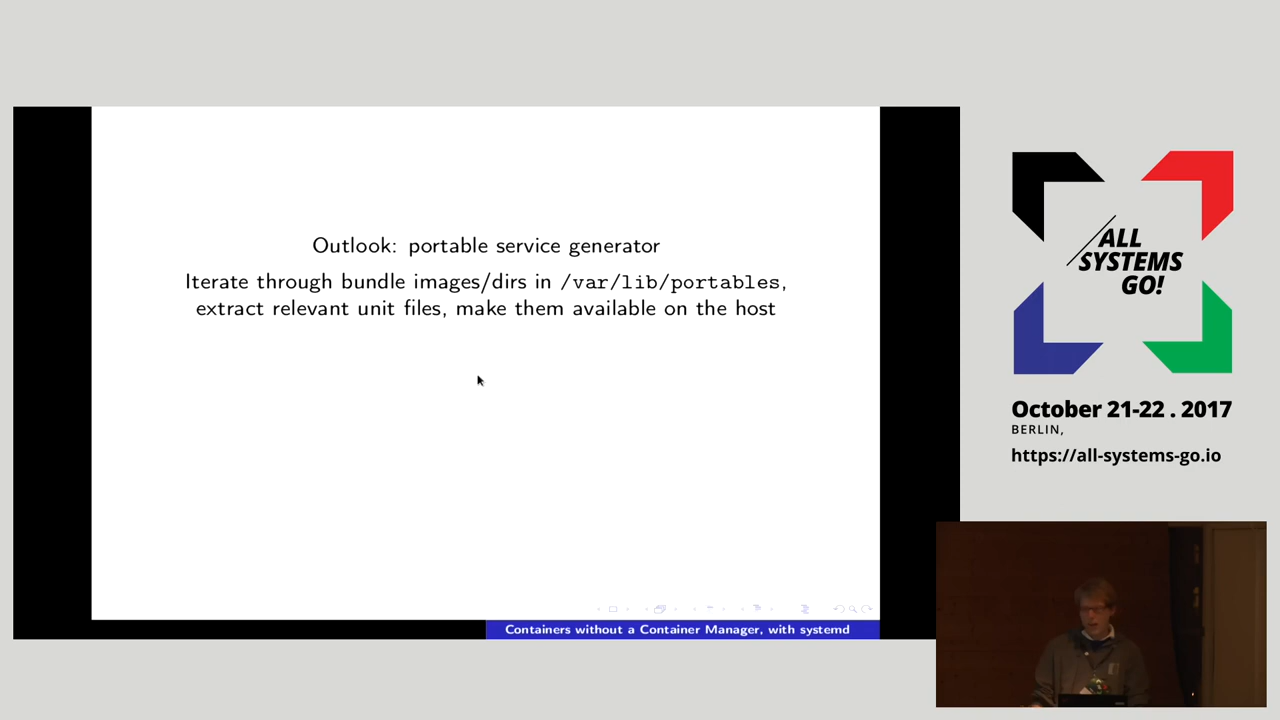 Outlook: portable service generator
Iterate through bundle images/dirs in /var/lib/portables,
extract relevant unit files, make them available on the host
Containers without a Container Manager, with systemd
ALL
SYSTEMS
GO!
October 21-22 . 2017
BERLIN,
https://all-systems-go.io